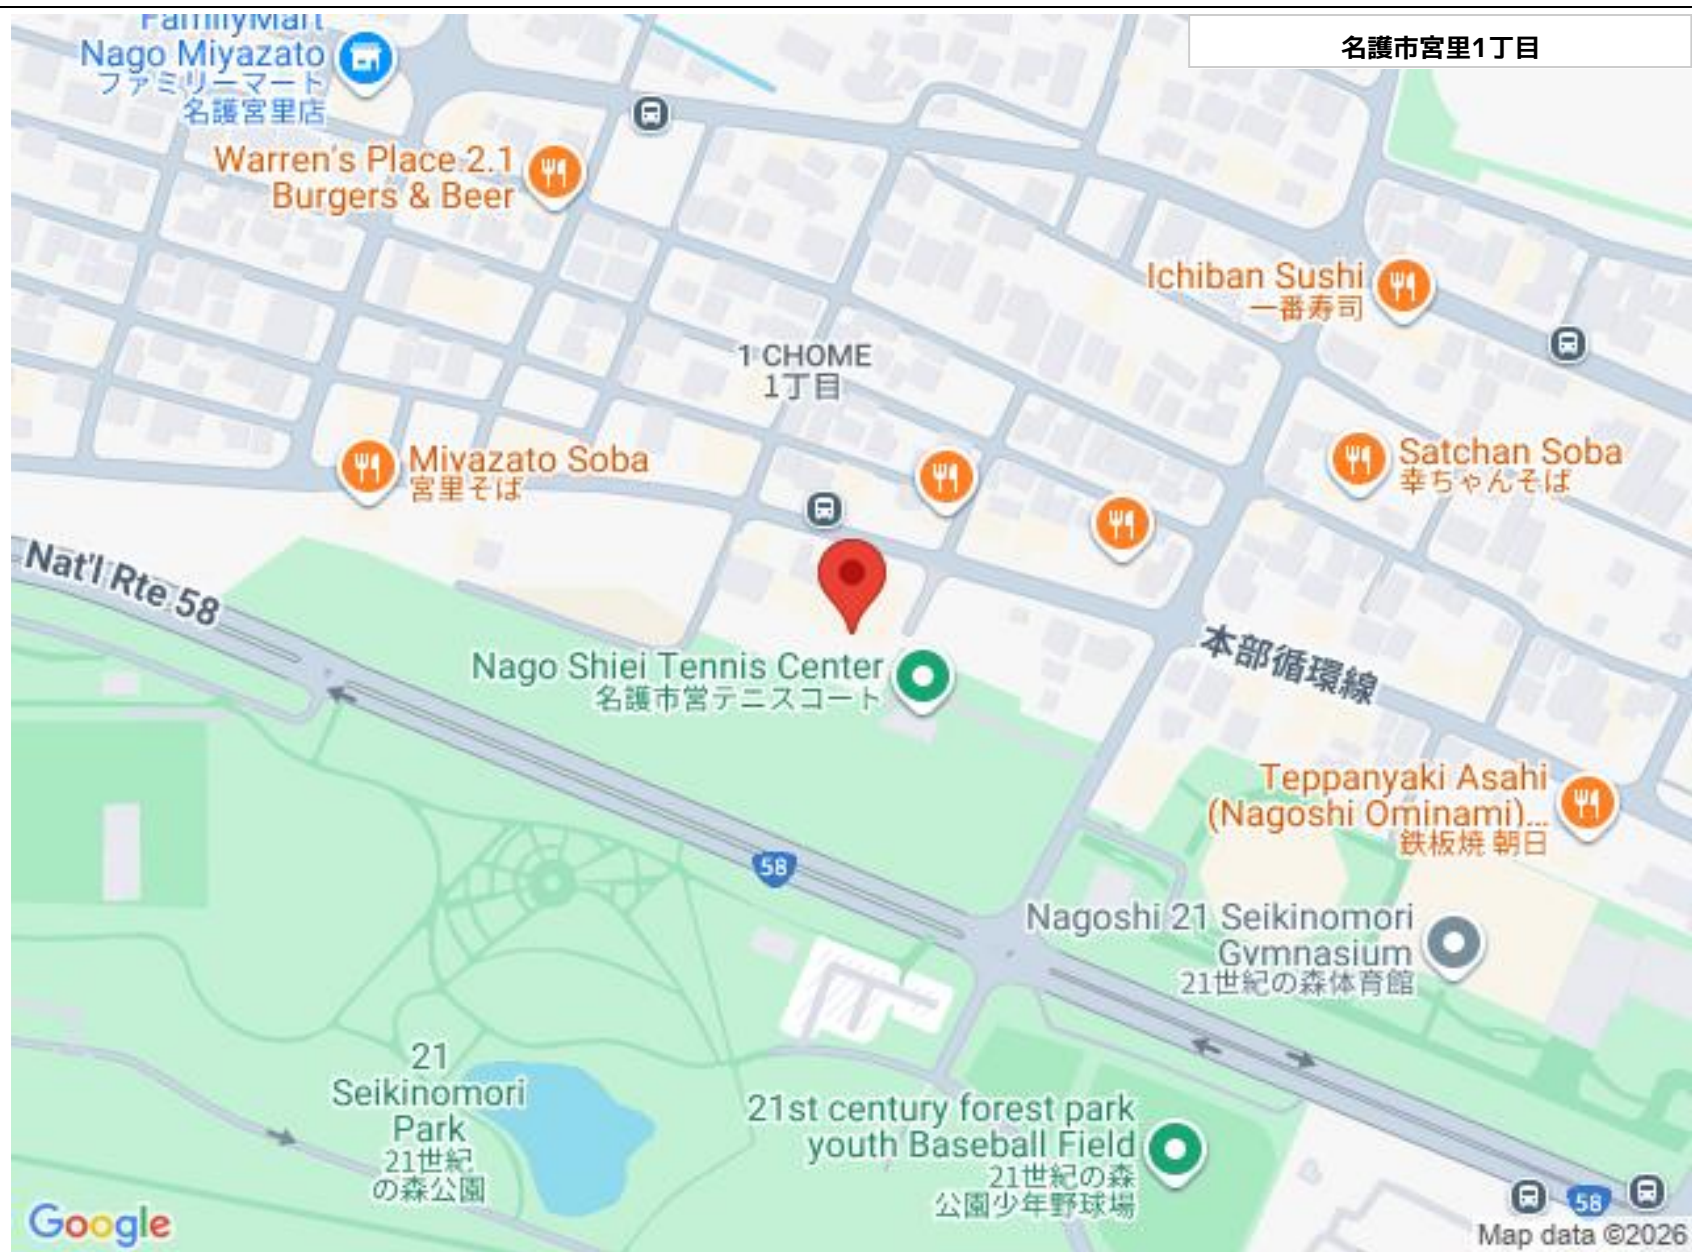 FamilyMart
Nago Miyazato
ファミリーマート
名護宮里店
名護市宮里1丁目
Warren's Place 2.1
Burgers & Beer
Ichiban Sushi
一番寿司
1 CHOME
1丁目
Miyazato Soba
宮里そば
Satchan Soba
幸ちゃんそば
Nat'l Rte 58
本部循環線
Nago Shiei Tennis Center
名護市営テニスコート
Teppanyaki Asahi
(Nagoshi Ominami)...
鉄板焼 朝日
58
Nagoshi 21 Seikinomori
Gymnasium
21世紀の森体育館
21
Seikinomori
Park
21世紀
の森公園
21st century forest park
youth Baseball Field
21世紀の森
公園少年野球場
58
Google
Map data ©2026